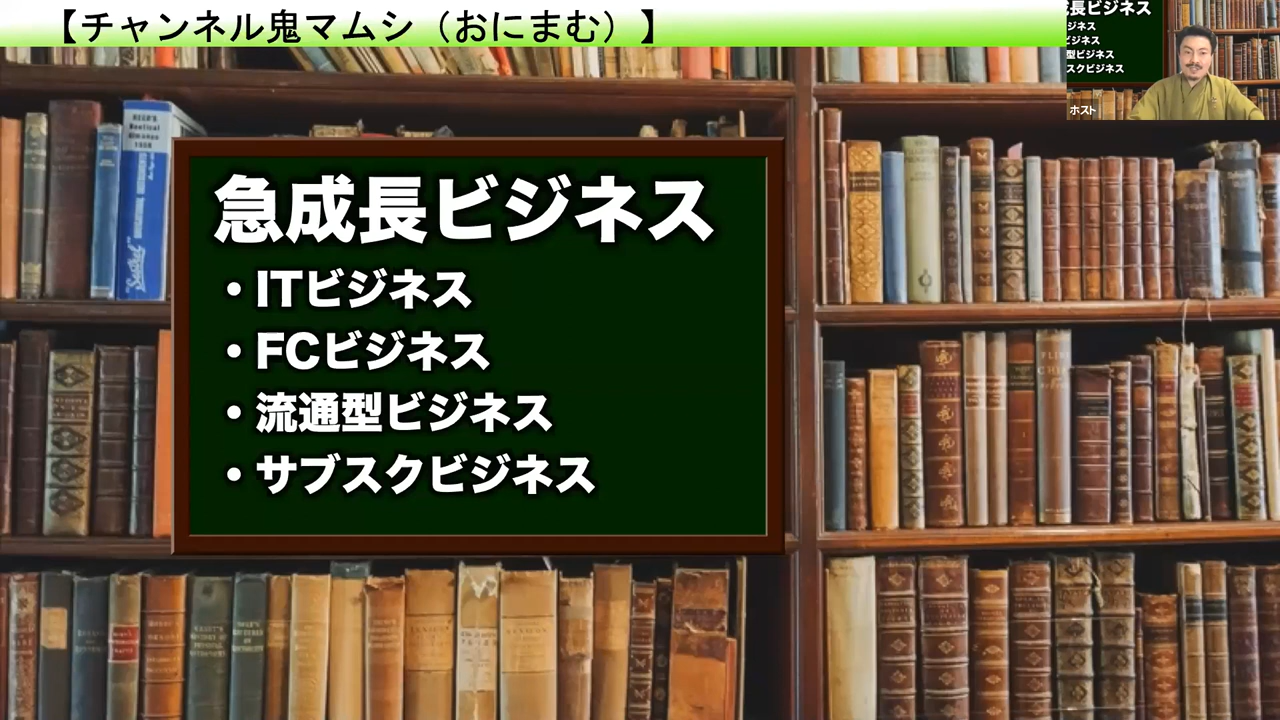 【チャンネル鬼マムシ（おにまむ）】
急成長ビジネス
・ITビジネス
・FCビジネス
・流通型ビジネス
・サブスクビジネス
長ビジネス
ジネス
ビジネス
型ビジネス
スクビジネス
ホスト